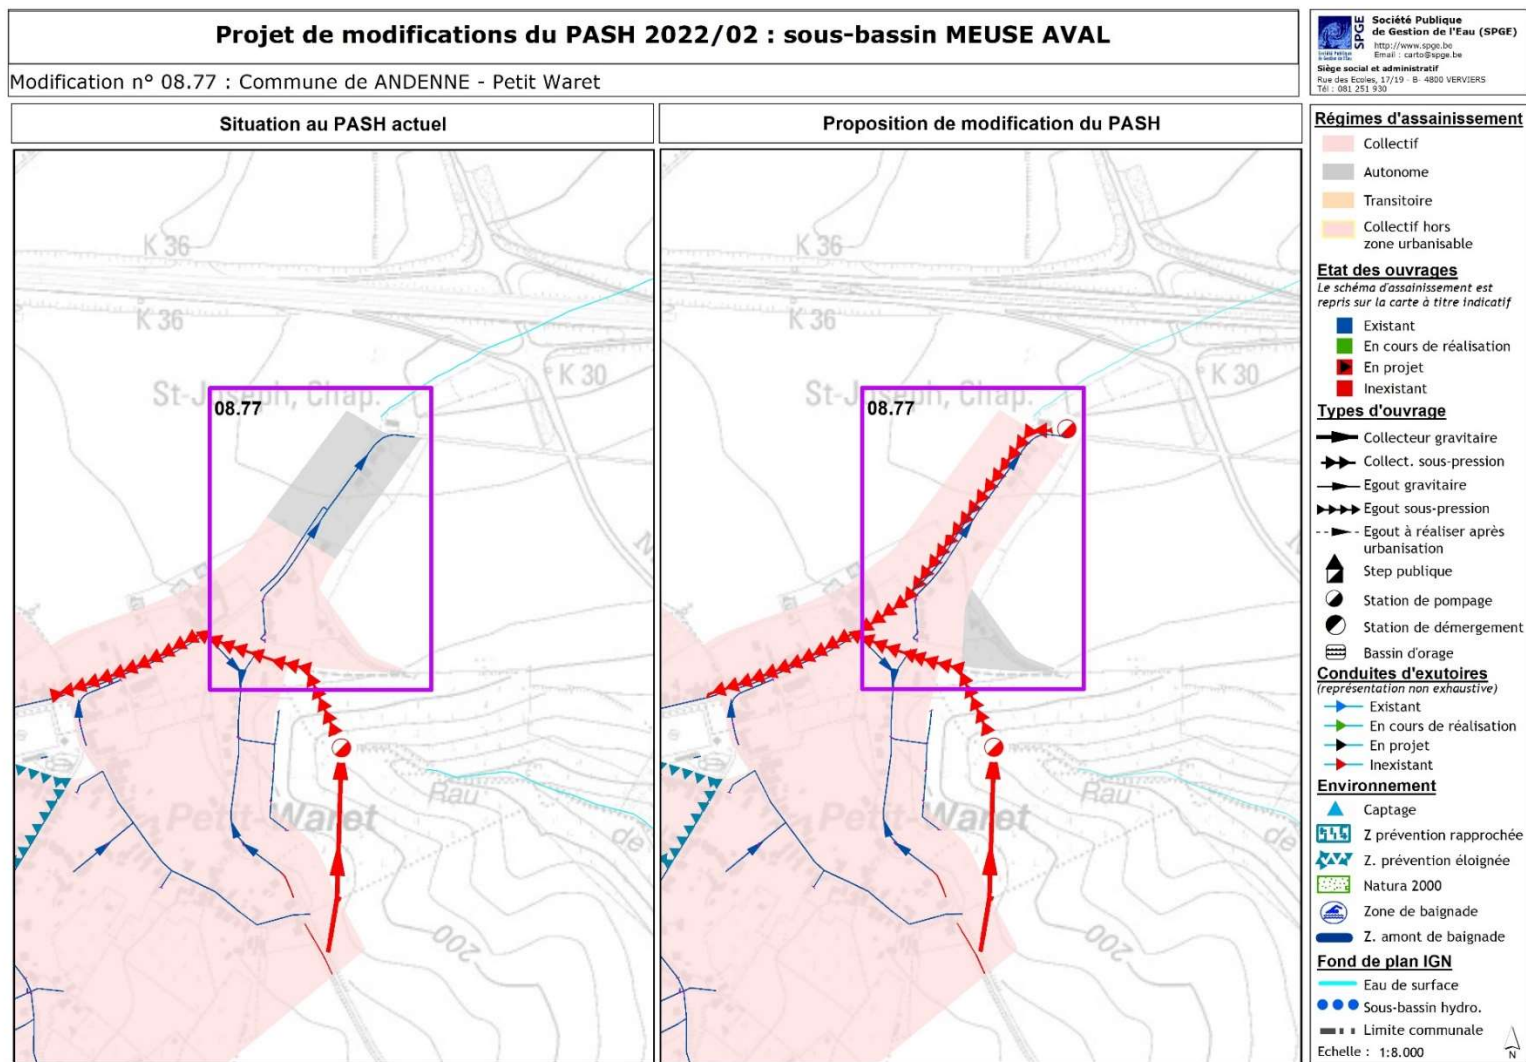 Projet de modifications du PASH 2022/02 : sous-bassin MEUSE AVAL
Modification n° 08.77 : Commune de ANDENNE - Petit Waret
SPGE
Société Publique
de Gestion de l'Eau (SPGE)
http://www.spge.be
Email : carto@spge.be
Siège social et administratif
Rue des Ecoles, 17/19 - B- 4800 VERVIERS
Tél : 081 251 930
Situation au PASH actuel
K 36
K 36
K 30
St-Joseph, Chap.
08.77
Petit-Waret
Rau
de
200
Proposition de modification du PASH
K 36
K 36
K 30
St-Joseph, Chap.
08.77
Petit-Waret
Rau
de
200
Régimes d'assainissement
Collectif
Autonome
Transitoire
Collectif hors
zone urbanisable
Etat des ouvrages
Le schéma d'assainissement est
repris sur la carte à titre indicatif
Existant
En cours de réalisation
En projet
Inexistant
Types d'ouvrage
Collecteur gravitaire
Collect. sous-pression
Egout gravitaire
Egout sous-pression
Egout à réaliser après
urbanisation
Step publique
Station de pompage
Station de démergement
Bassin d'orage
Conduites d'exutoires
(représentation non exhaustive)
Existant
En cours de réalisation
En projet
Inexistant
Environnement
Captage
Z prévention rapprochée
Z. prévention éloignée
Natura 2000
Zone de baignade
Z. amont de baignade
Fond de plan IGN
Eau de surface
Sous-bassin hydro.
Limite communale
Echelle : 1:8.000
N